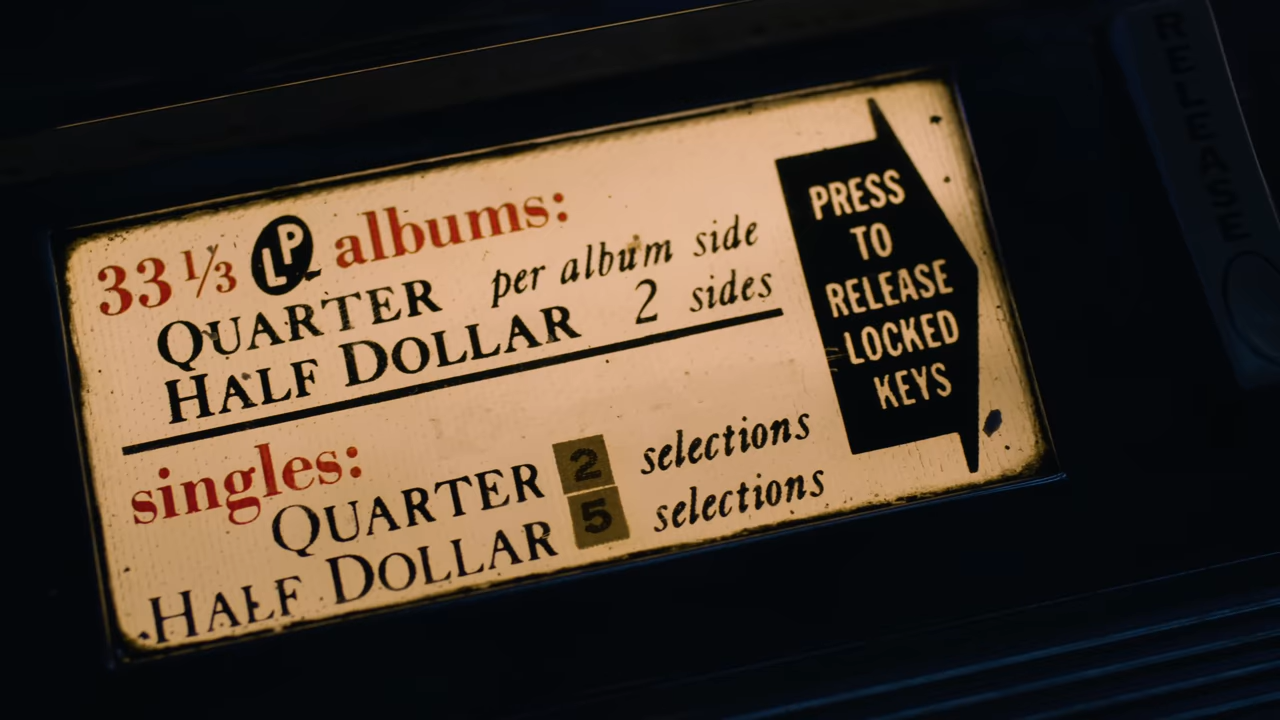 33 1/3 LP albums:
QUARTER per album side
HALF DOLLAR 2 sides
singles:
QUARTER 2 selections
HALF DOLLAR 5 selections
PRESS
TO
RELEASE
LOCKED
KEYS
RELEASE